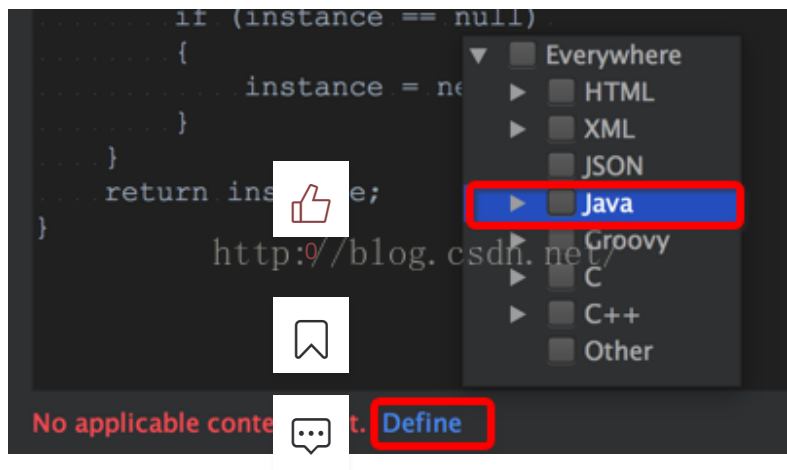 if (instance == null)
{
instance = ne
}
}
return ins e;
}
Everywhere
HTML
XML
JSON
Java
Groovy
C
C++
Other
http://blog.csdn.net/
0
No applicable conte t. Define